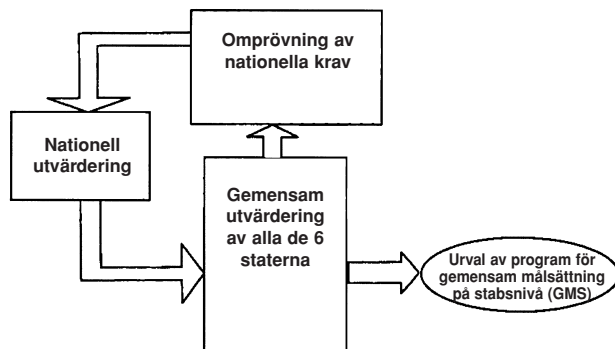 Omprövning av
nationella krav
Nationell
utvärdering
Gemensam
utvärdering
av alla de 6
staterna
Urval av program för
gemensam målsättning
på stabsnivå (GMS)